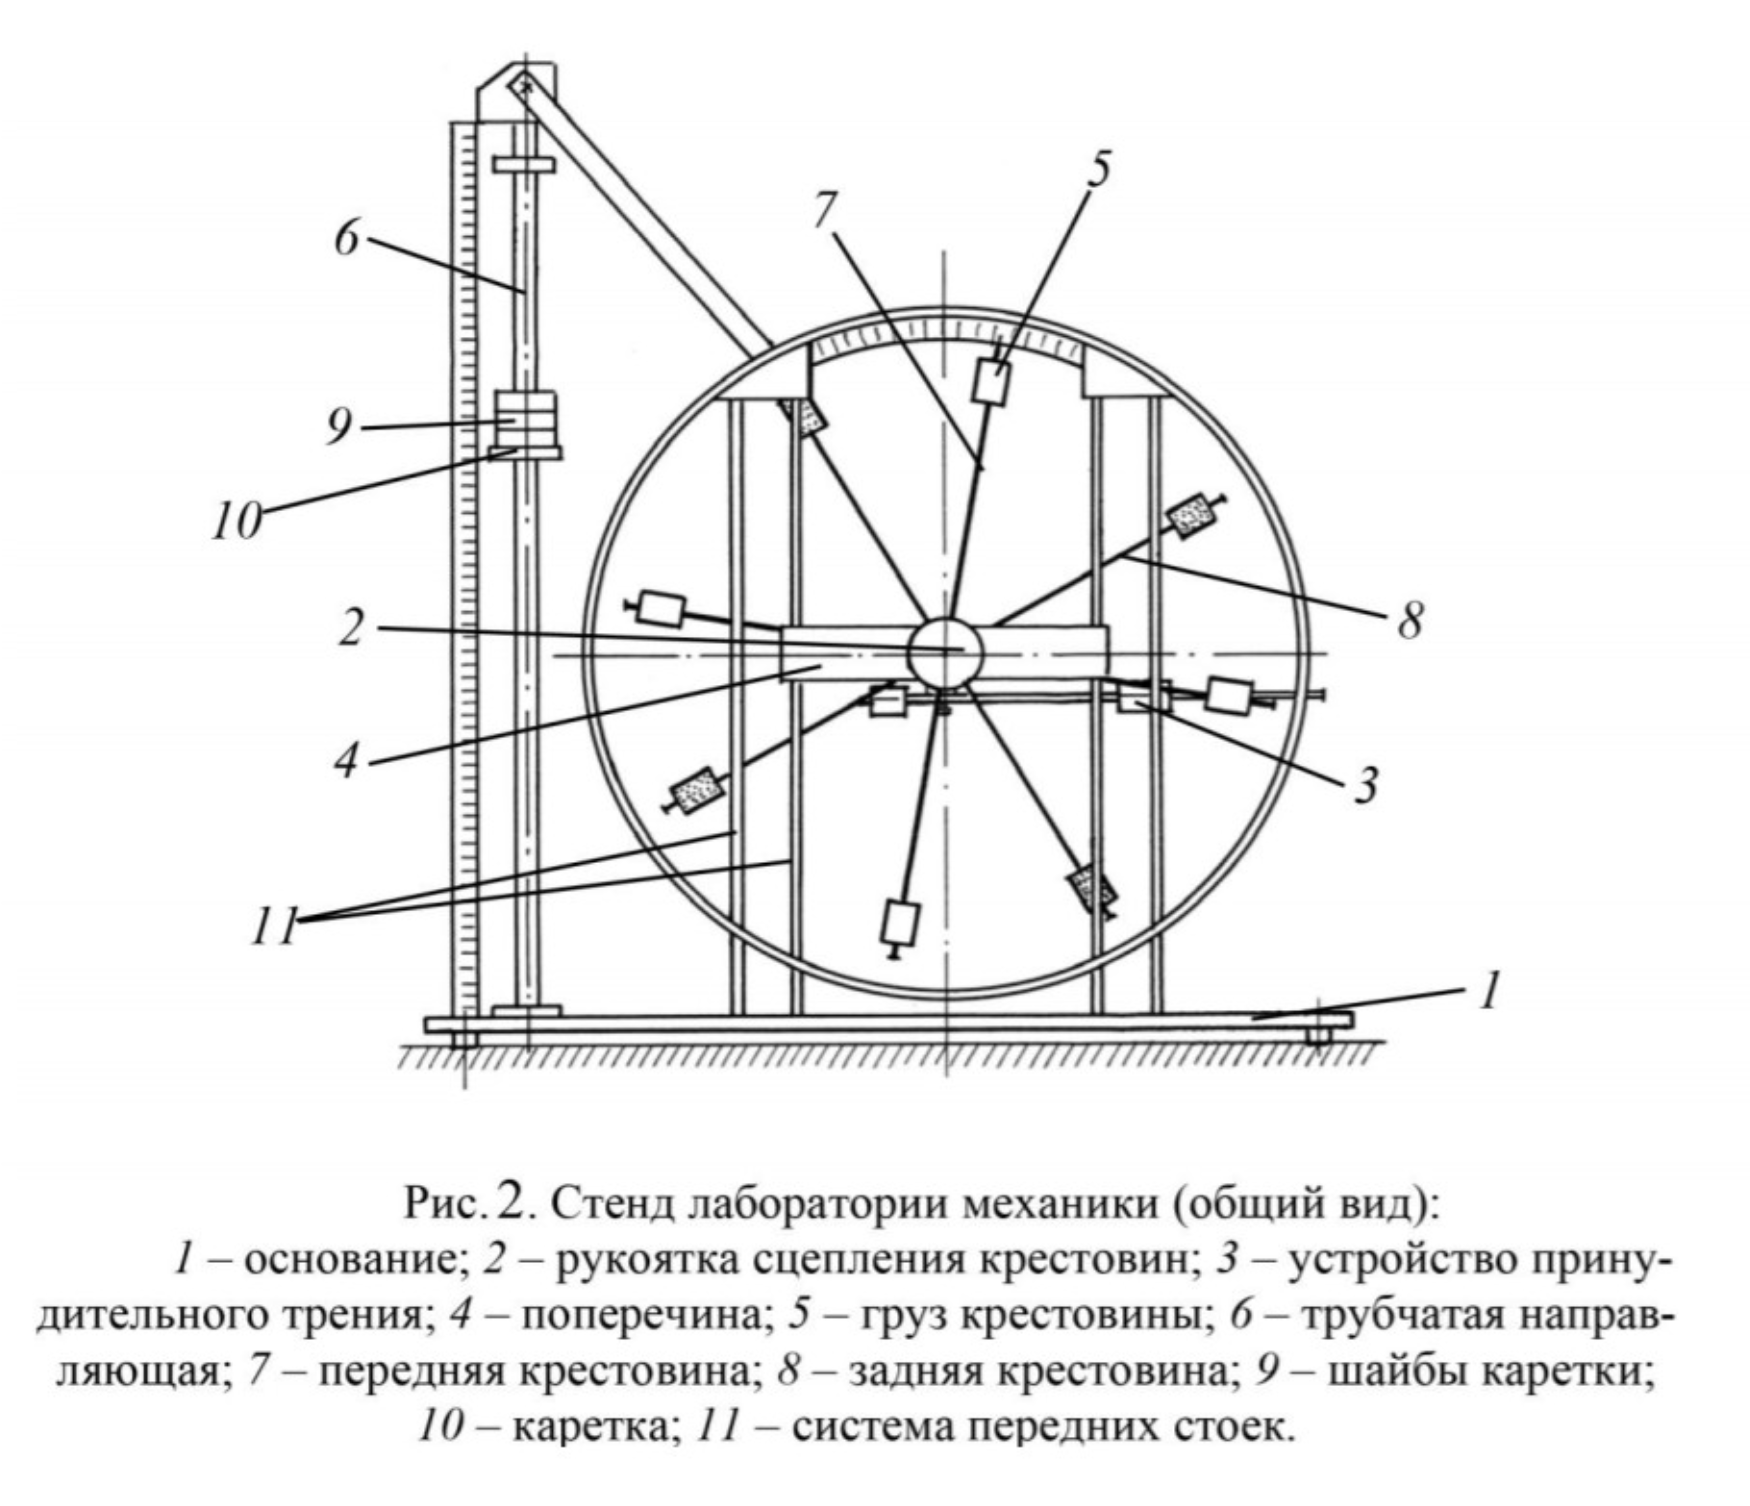 5
7
6
9
10
8
2
4
3
11
1
Рис. 2. Стенд лаборатории механики (общий вид):
1 – основание; 2 – рукоятка сцепления крестовин; 3 – устройство прину-
дительного трения; 4 – поперечина; 5 – груз крестовины; 6 – трубчатая направ-
ляющая; 7 – передняя крестовина; 8 – задняя крестовина; 9 – шайбы каретки;
10 – каретка; 11 – система передних стоек.